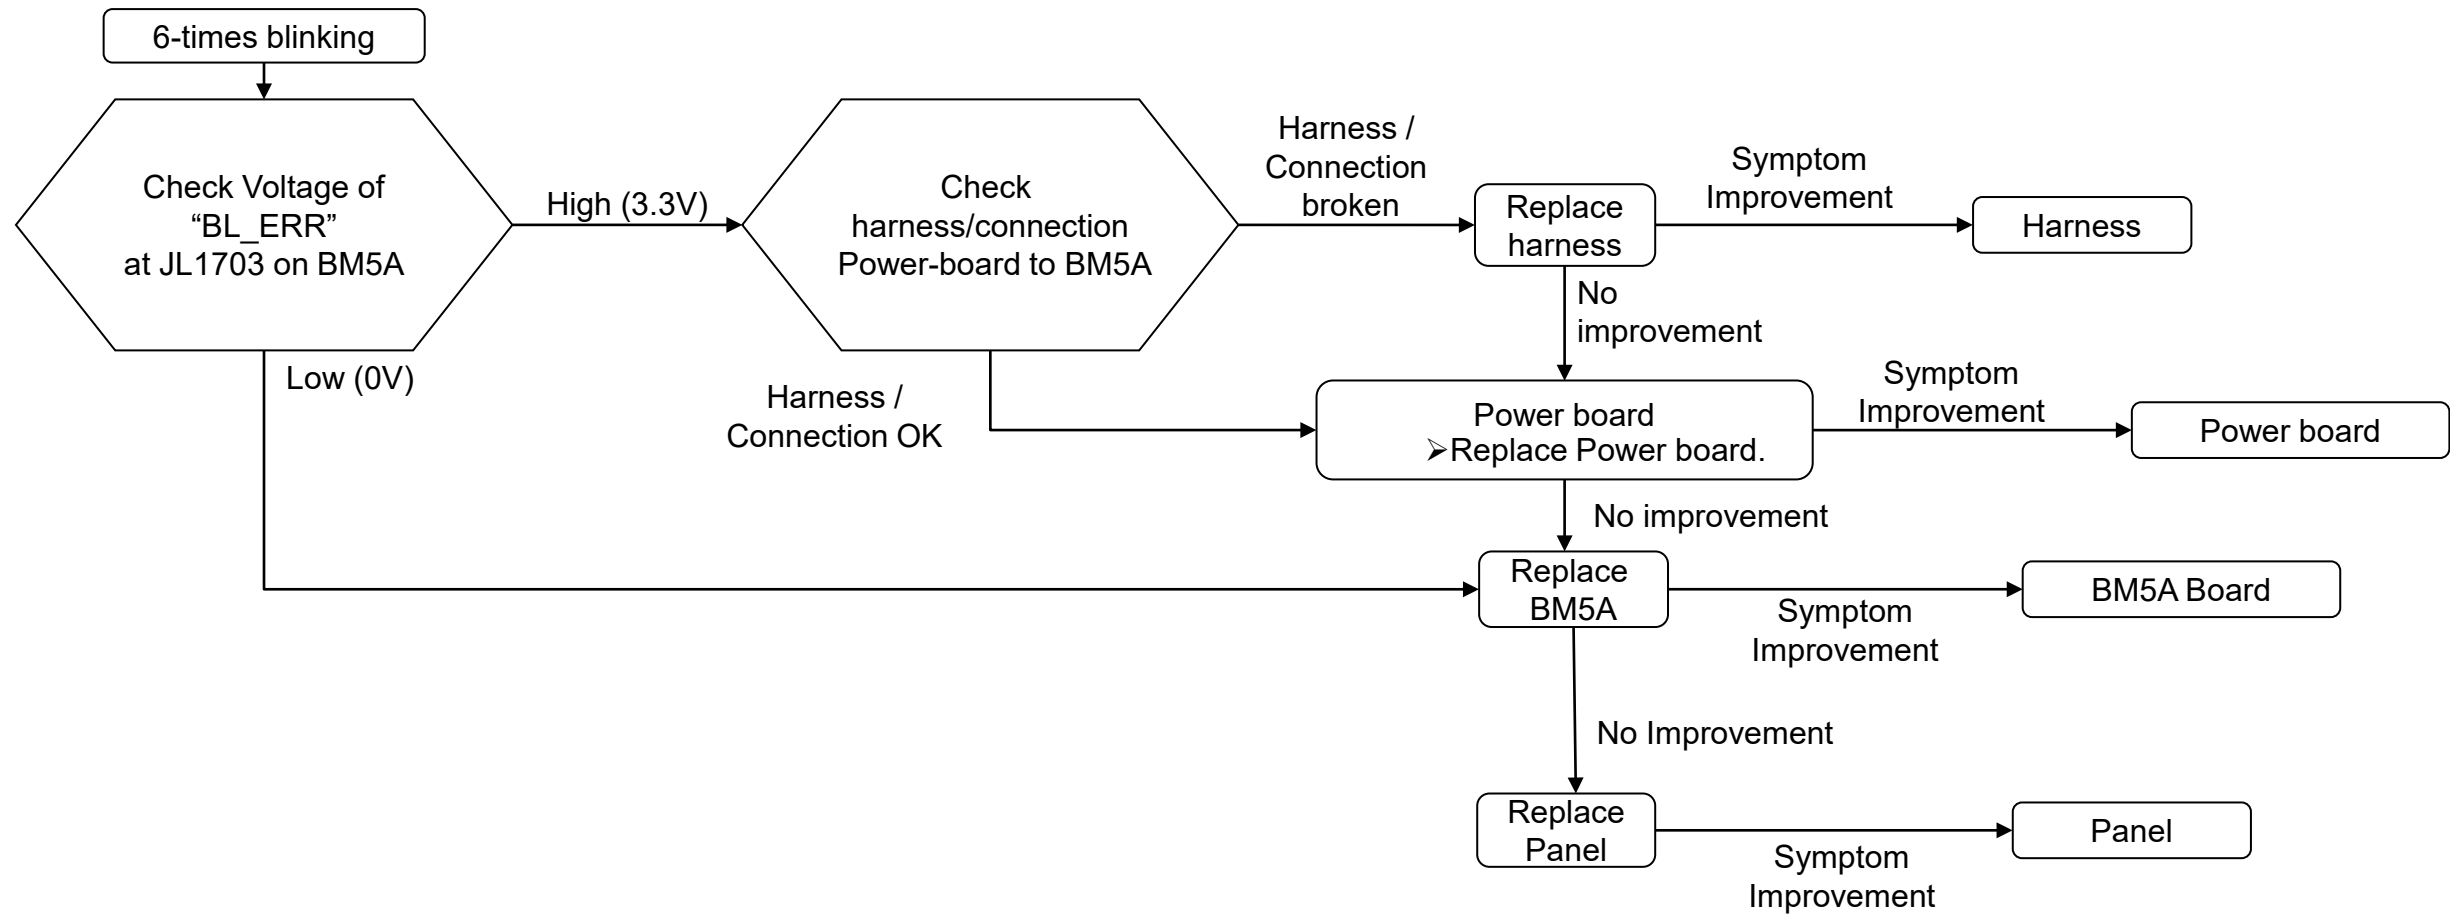 6-times blinking
Check Voltage of
“BL_ERR”
at JL1703 on BM5A
High (3.3V)
Low (0V)
Check
harness/connection
Power-board to BM5A
Harness /
Connection
broken
Harness /
Connection OK
Replace
harness
Symptom
Improvement
Harness
No
improvement
Power board
➢Replace Power board.
Symptom
Improvement
Power board
No improvement
Replace
BM5A
Symptom
Improvement
BM5A Board
No Improvement
Replace
Panel
Symptom
Improvement
Panel